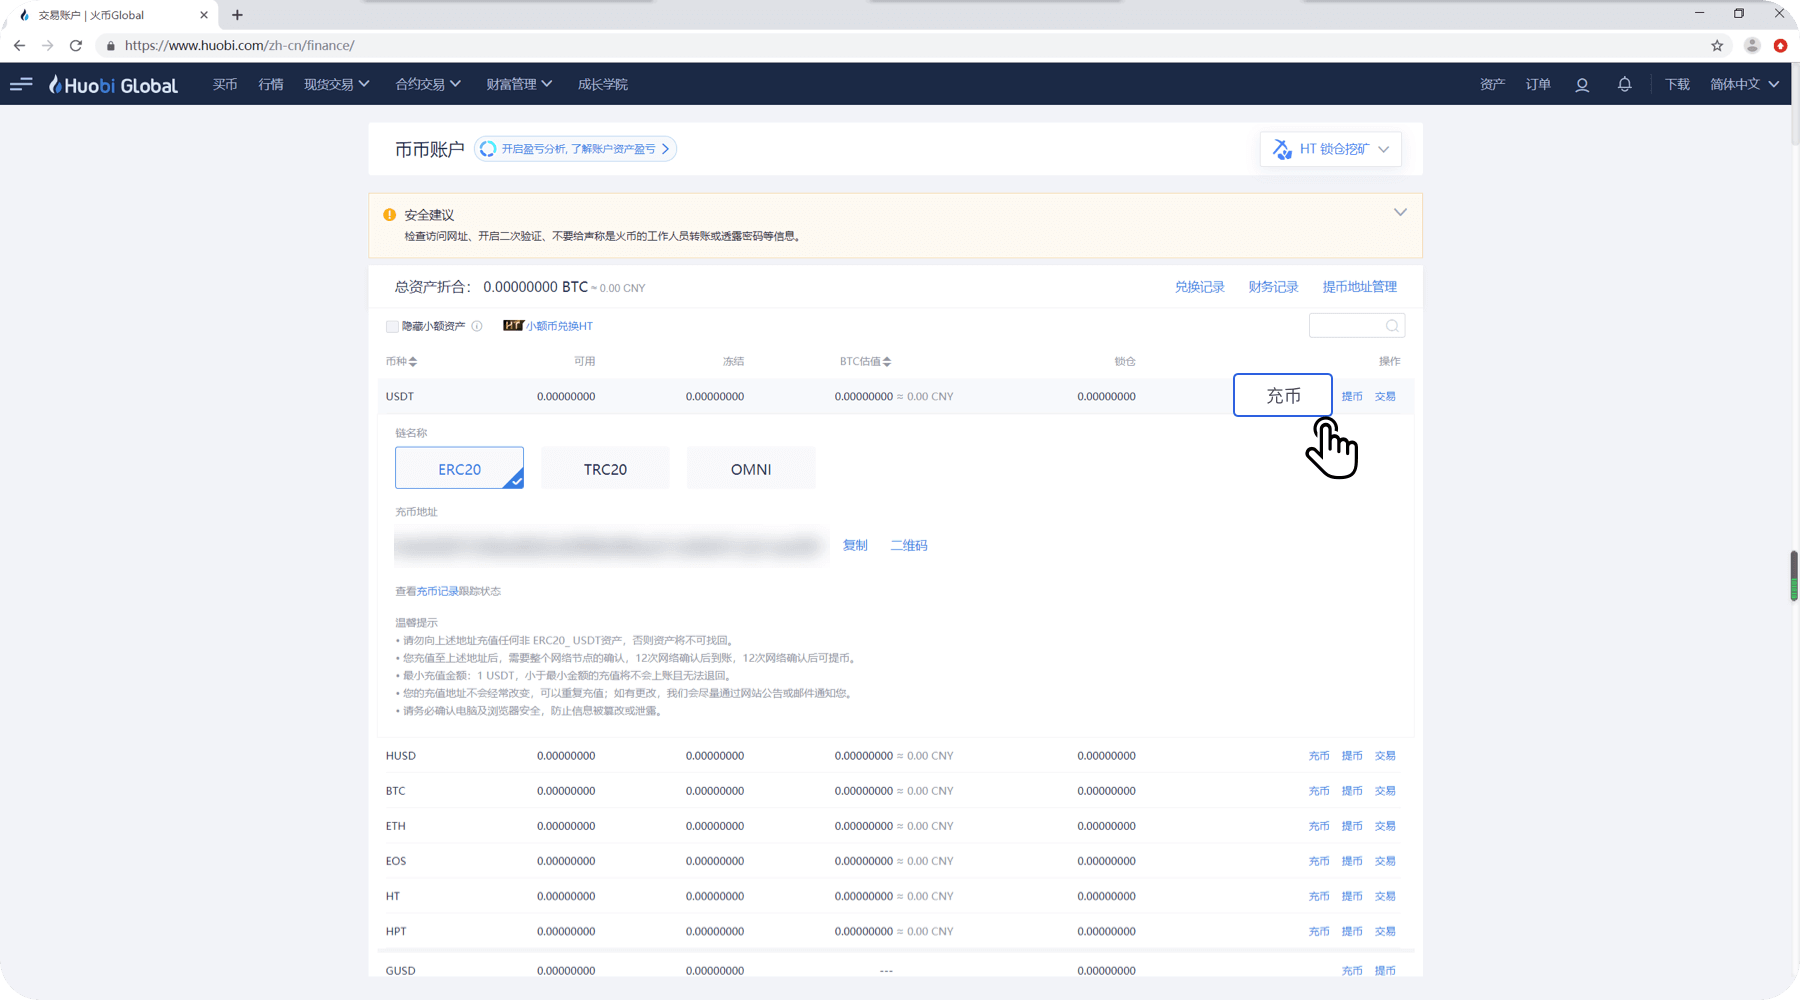 交易账户 | 火币Global
https://www.huobi.com/zh-cn/finance/
Huobi Global 买币 行情 现货交易 合约交易 财富管理 成长学院 资产 订单 下载 简体中文
币币账户 开启盈亏分析, 了解账户资产盈亏 HT 锁仓挖矿
安全建议
检查访问网址、开启二次验证、不要给声称是火币的工作人员转账或透露密码等信息。
总资产折合: 0.00000000 BTC ≈ 0.00 CNY 兑换记录 财务记录 提币地址管理
隐藏小额资产 HT 小额币兑换HT
币种 可用 冻结 BTC估值 锁仓 操作
USDT 0.00000000 0.00000000 0.00000000 ≈ 0.00 CNY 0.00000000 充币 提币 交易
链名称
ERC20 TRC20 OMNI
充币地址
复制 二维码
查看充币记录跟踪状态
温馨提示
• 请勿向上述地址充值任何非 ERC20_ USDT资产，否则资产将不可找回。
• 您充值至上述地址后，需要整个网络节点的确认，12次网络确认后到账，12次网络确认后可提币。
• 最小充值金额：1 USDT，小于最小金额的充值将不会上账且无法退回。
• 您的充值地址不会经常改变，可以重复充值；如有更改，我们会尽量通过网站公告或邮件通知您。
• 请务必确认电脑及浏览器安全，防止信息被篡改或泄露。
HUSD 0.00000000 0.00000000 0.00000000 ≈ 0.00 CNY 0.00000000 充币 提币 交易
BTC 0.00000000 0.00000000 0.00000000 ≈ 0.00 CNY 0.00000000 充币 提币 交易
ETH 0.00000000 0.00000000 0.00000000 ≈ 0.00 CNY 0.00000000 充币 提币 交易
EOS 0.00000000 0.00000000 0.00000000 ≈ 0.00 CNY 0.00000000 充币 提币 交易
HT 0.00000000 0.00000000 0.00000000 ≈ 0.00 CNY 0.00000000 充币 提币 交易
HPT 0.00000000 0.00000000 0.00000000 ≈ 0.00 CNY 0.00000000 充币 提币 交易
GUSD 0.00000000 0.00000000 --- 0.00000000 充币 提币